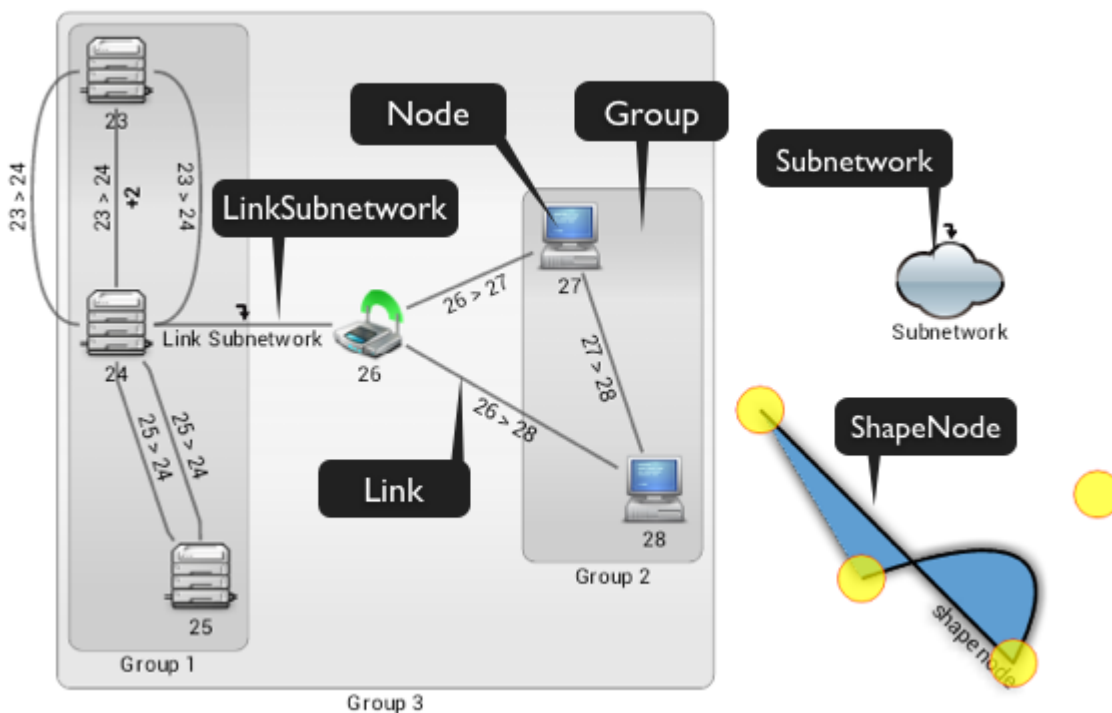 23
23 > 24
23 > 24
+2
23 > 24
24
25 > 24
25 > 24
25
Group 1
LinkSubnetwork
Link Subnetwork
26
Node
Group
26 > 27
27
27 > 28
26 > 28
Link
28
Group 2
Group 3
Subnetwork
Subnetwork
ShapeNode
shape node